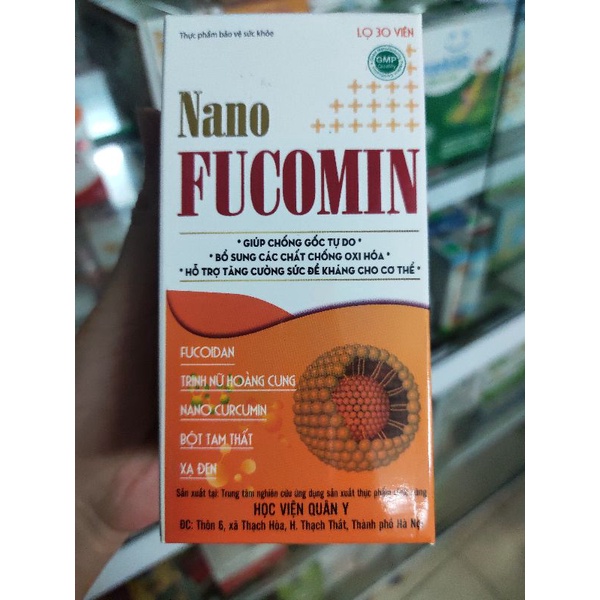 Thực phẩm bảo vệ sức khỏe
LỌ 30 VIÊN
GMP
Nano
FUCOMIN
* GIÚP CHỐNG GỐC TỰ DO *
* BỔ SUNG CÁC CHẤT CHỐNG OXI HÓA *
* HỖ TRỢ TĂNG CƯỜNG SỨC ĐỀ KHÁNG CHO CƠ THỂ *
FUCOIDAN
TRINH NỮ HOÀNG CUNG
NANO CURCUMIN
BỘT TAM THẤT
XẠ ĐEN
Sản xuất tại: Trung tâm nghiên cứu ứng dụng sản xuất thực phẩm chức năng
HỌC VIỆN QUÂN Y
ĐC: Thôn 6, xã Thạch Hòa, H. Thạch Thất, Thành phố Hà Nội